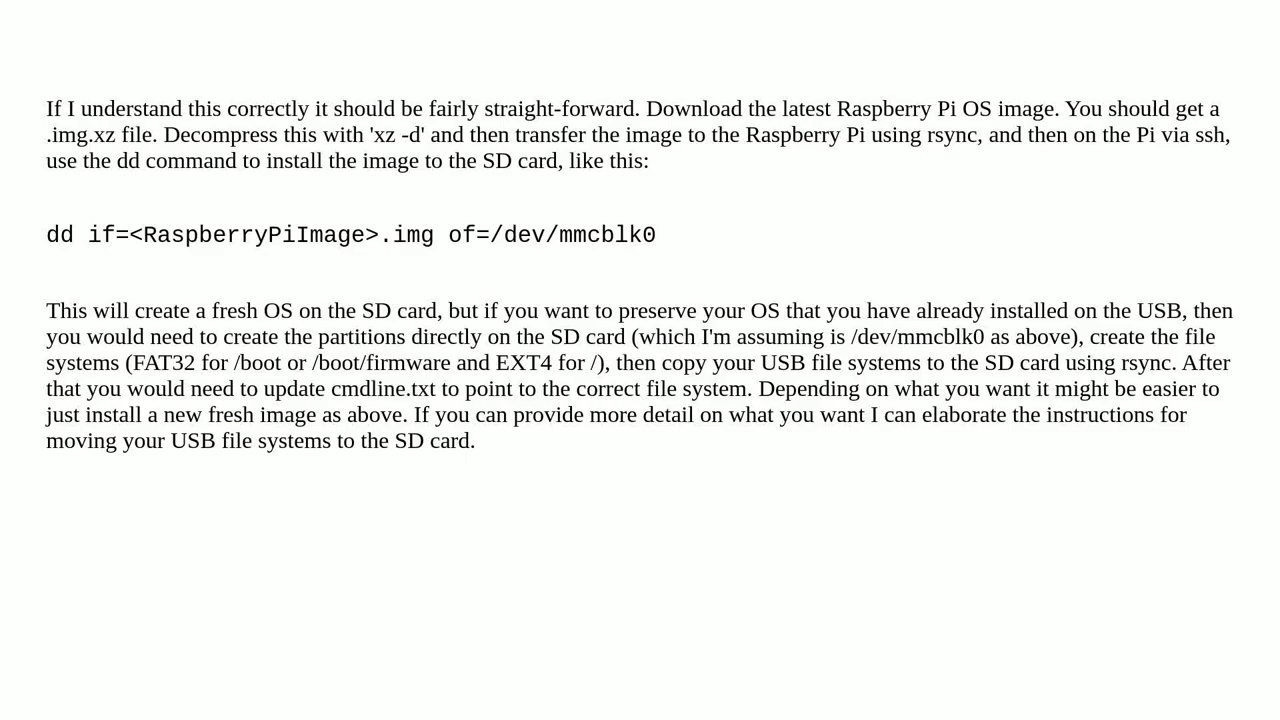 If I understand this correctly it should be fairly straight-forward. Download the latest Raspberry Pi OS image. You should get a
.img.xz file. Decompress this with 'xz -d' and then transfer the image to the Raspberry Pi using rsync, and then on the Pi via ssh,
use the dd command to install the image to the SD card, like this:
dd if=<RaspberryPiImage>.img of=/dev/mmcblk0
This will create a fresh OS on the SD card, but if you want to preserve your OS that you have already installed on the USB, then
you would need to create the partitions directly on the SD card (which I'm assuming is /dev/mmcblk0 as above), create the file
systems (FAT32 for /boot or /boot/firmware and EXT4 for /), then copy your USB file systems to the SD card using rsync. After
that you would need to update cmdline.txt to point to the correct file system. Depending on what you want it might be easier to
just install a new fresh image as above. If you can provide more detail on what you want I can elaborate the instructions for
moving your USB file systems to the SD card.